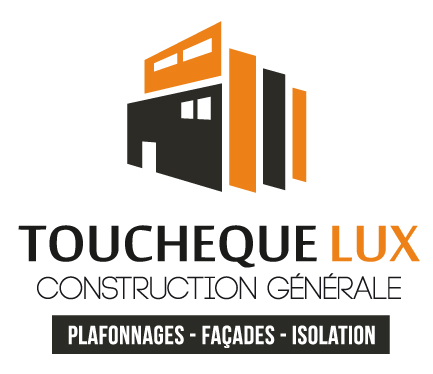 TOUCHEQUE LUX
CONSTRUCTION GÉNÉRALE
PLAFONNAGES - FAÇADES - ISOLATION